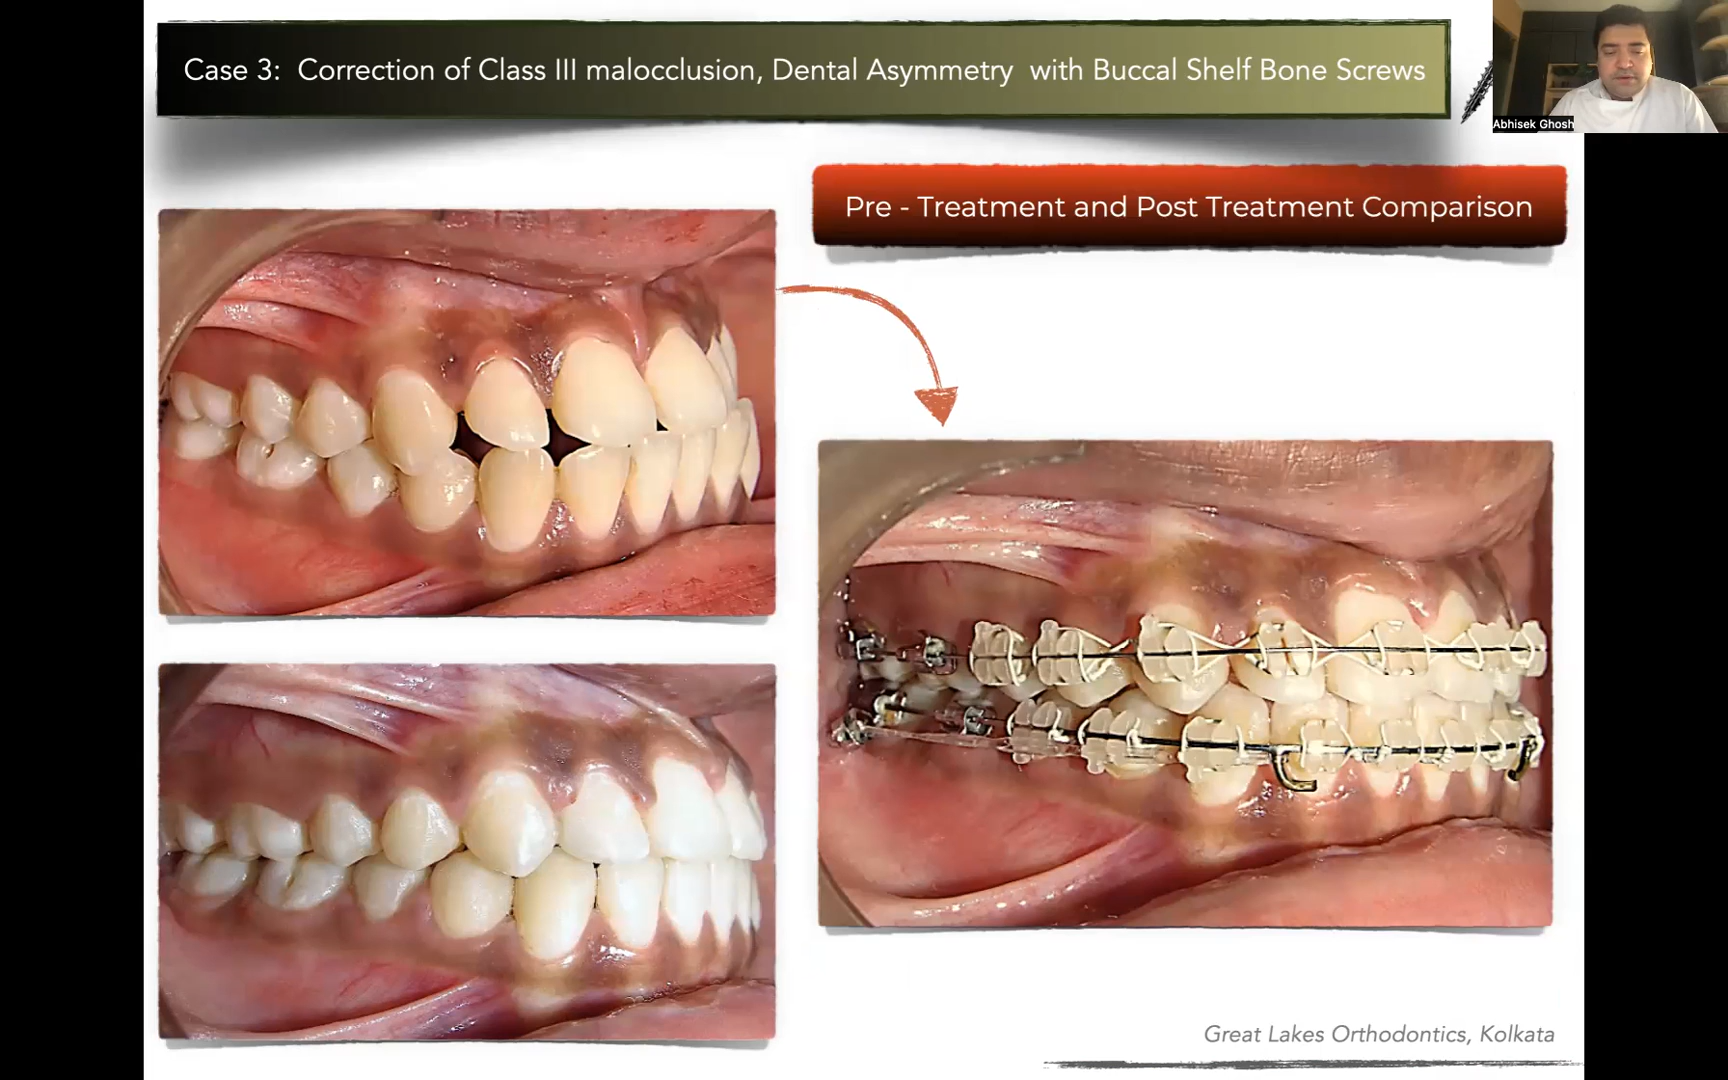 Case 3: Correction of Class III malocclusion, Dental Asymmetry with Buccal Shelf Bone Screws
Abhisek Ghosh
Pre - Treatment and Post Treatment Comparison
Great Lakes Orthodontics, Kolkata